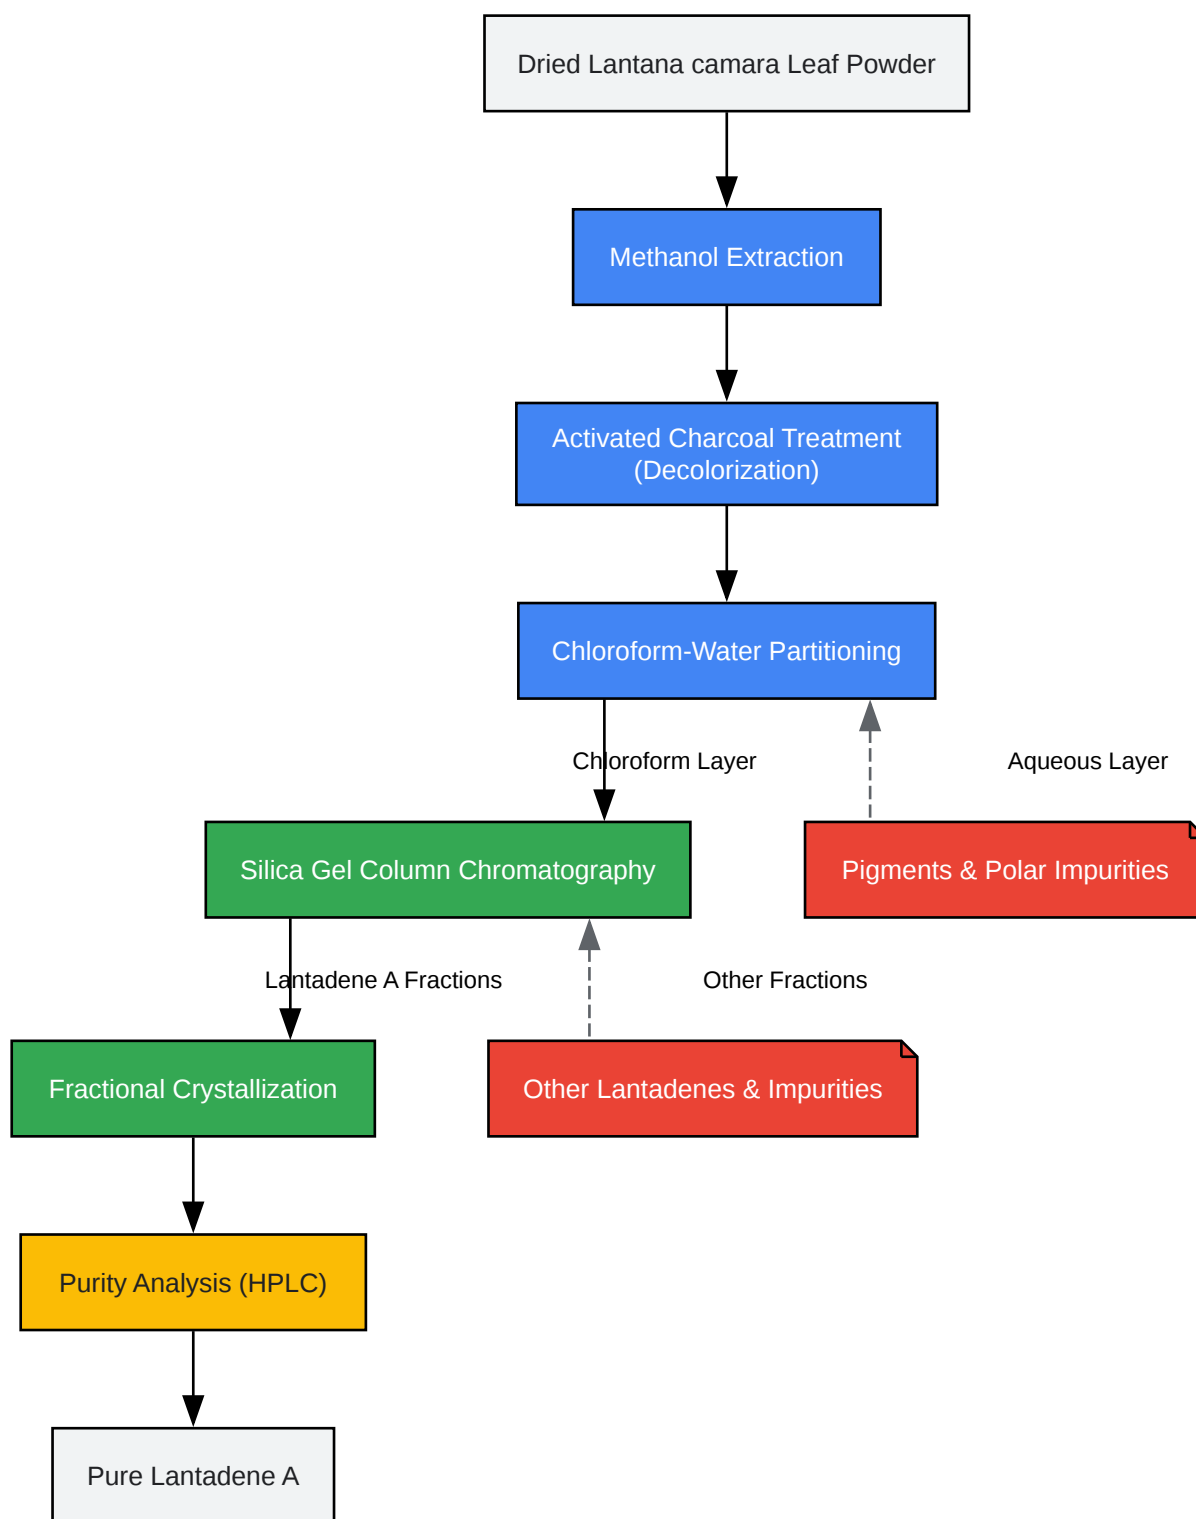 Dried Lantana camara Leaf Powder
Methanol Extraction
Activated Charcoal Treatment
(Decolorization)
Chloroform-Water Partitioning
Chloroform Layer
Aqueous Layer
Silica Gel Column Chromatography
Pigments & Polar Impurities
Lantadene A Fractions
Other Fractions
Fractional Crystallization
Other Lantadenes & Impurities
Purity Analysis (HPLC)
Pure Lantadene A